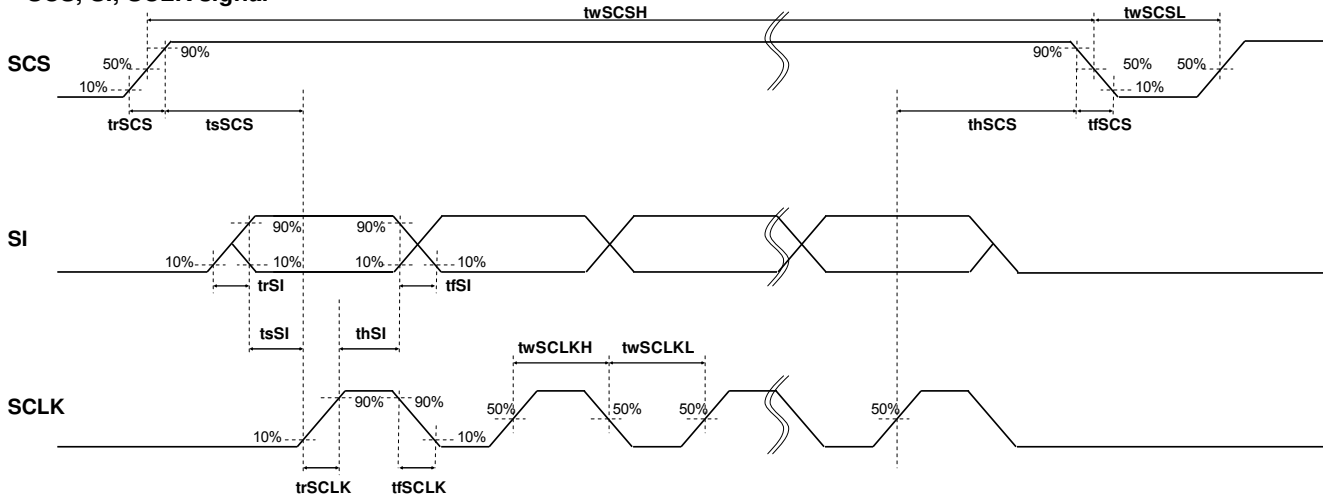 SCS, SI, SCLK signal
twSCSH twSCSL
SCS
90% 90%
50% 50% 50%
10% 10%
trSCS tsSCS thSCS tfSCS
SI
90% 90%
10% 10% 10% 10%
trSI tfSI
tsSI thSI
twSCLKH twSCLKL
SCLK
90% 90%
50% 50% 50% 50%
10% 10%
trSCLK tfSCLK